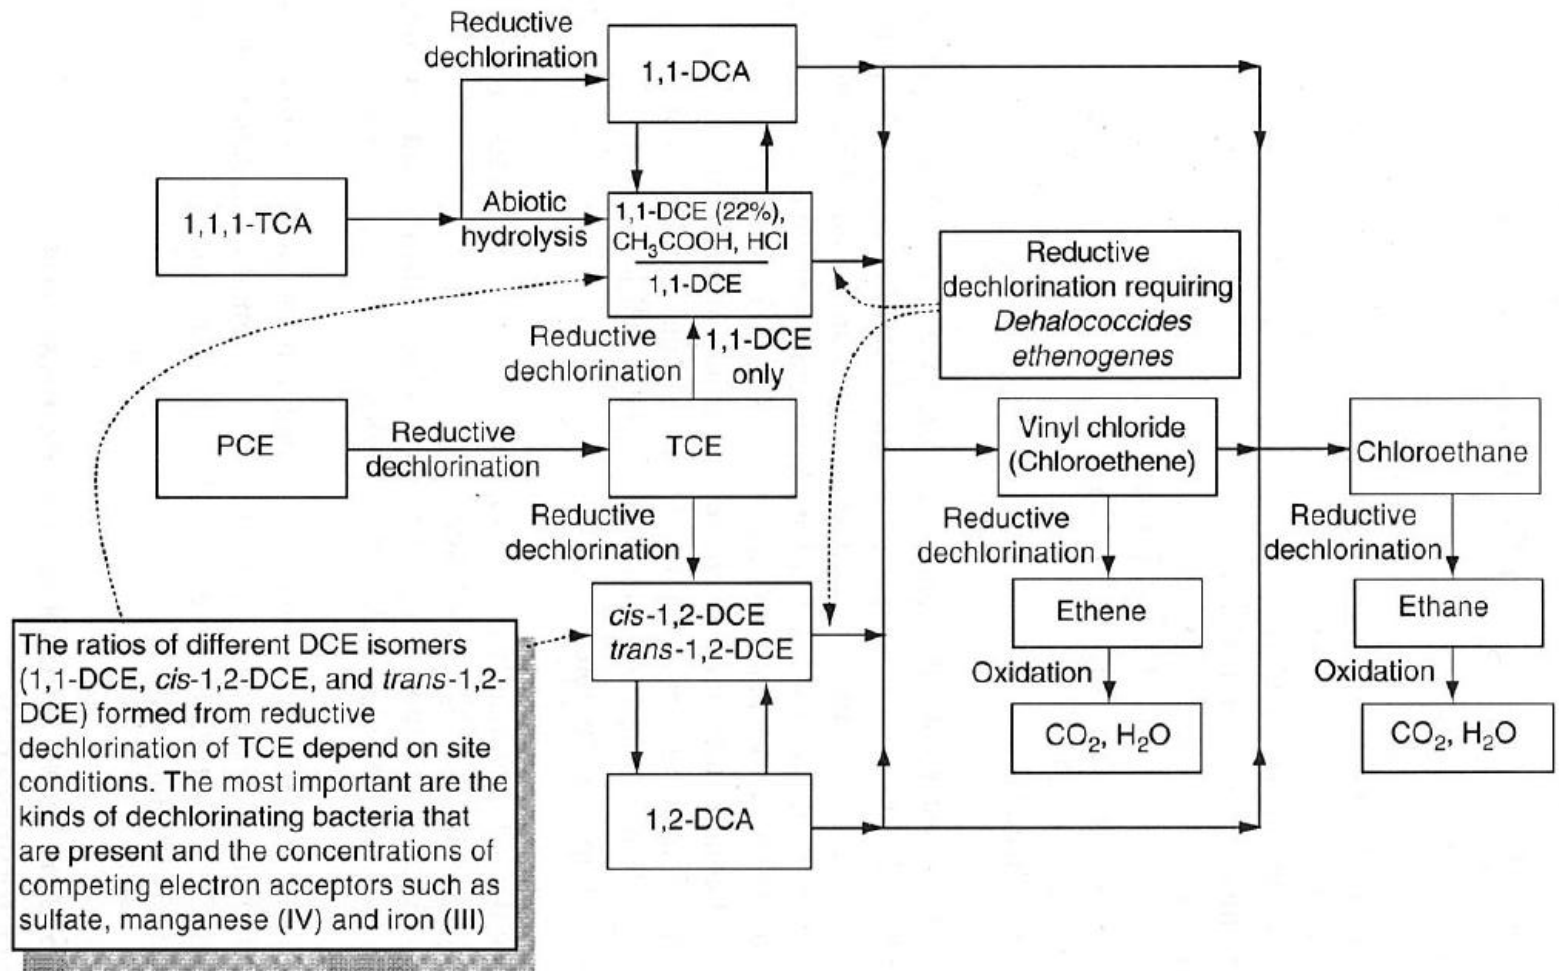 Reductive
dechlorination
1,1-DCA
1,1,1-TCA
Abiotic
hydrolysis
1,1-DCE (22%),
CH₃COOH, HCl
1,1-DCE
Reductive
dechlorination requiring
Dehalococcides
ethenogenes
Reductive
dechlorination
1,1-DCE
only
PCE
Reductive
dechlorination
TCE
Vinyl chloride
(Chloroethene)
Chloroethane
Reductive
dechlorination
Reductive
dechlorination
Reductive
dechlorination
cis-1,2-DCE
trans-1,2-DCE
Ethene
Ethane
Oxidation
Oxidation
CO₂, H₂O
CO₂, H₂O
1,2-DCA
The ratios of different DCE isomers
(1,1-DCE, cis-1,2-DCE, and trans-1,2-
DCE) formed from reductive
dechlorination of TCE depend on site
conditions. The most important are the
kinds of dechlorinating bacteria that
are present and the concentrations of
competing electron acceptors such as
sulfate, manganese (IV) and iron (III)